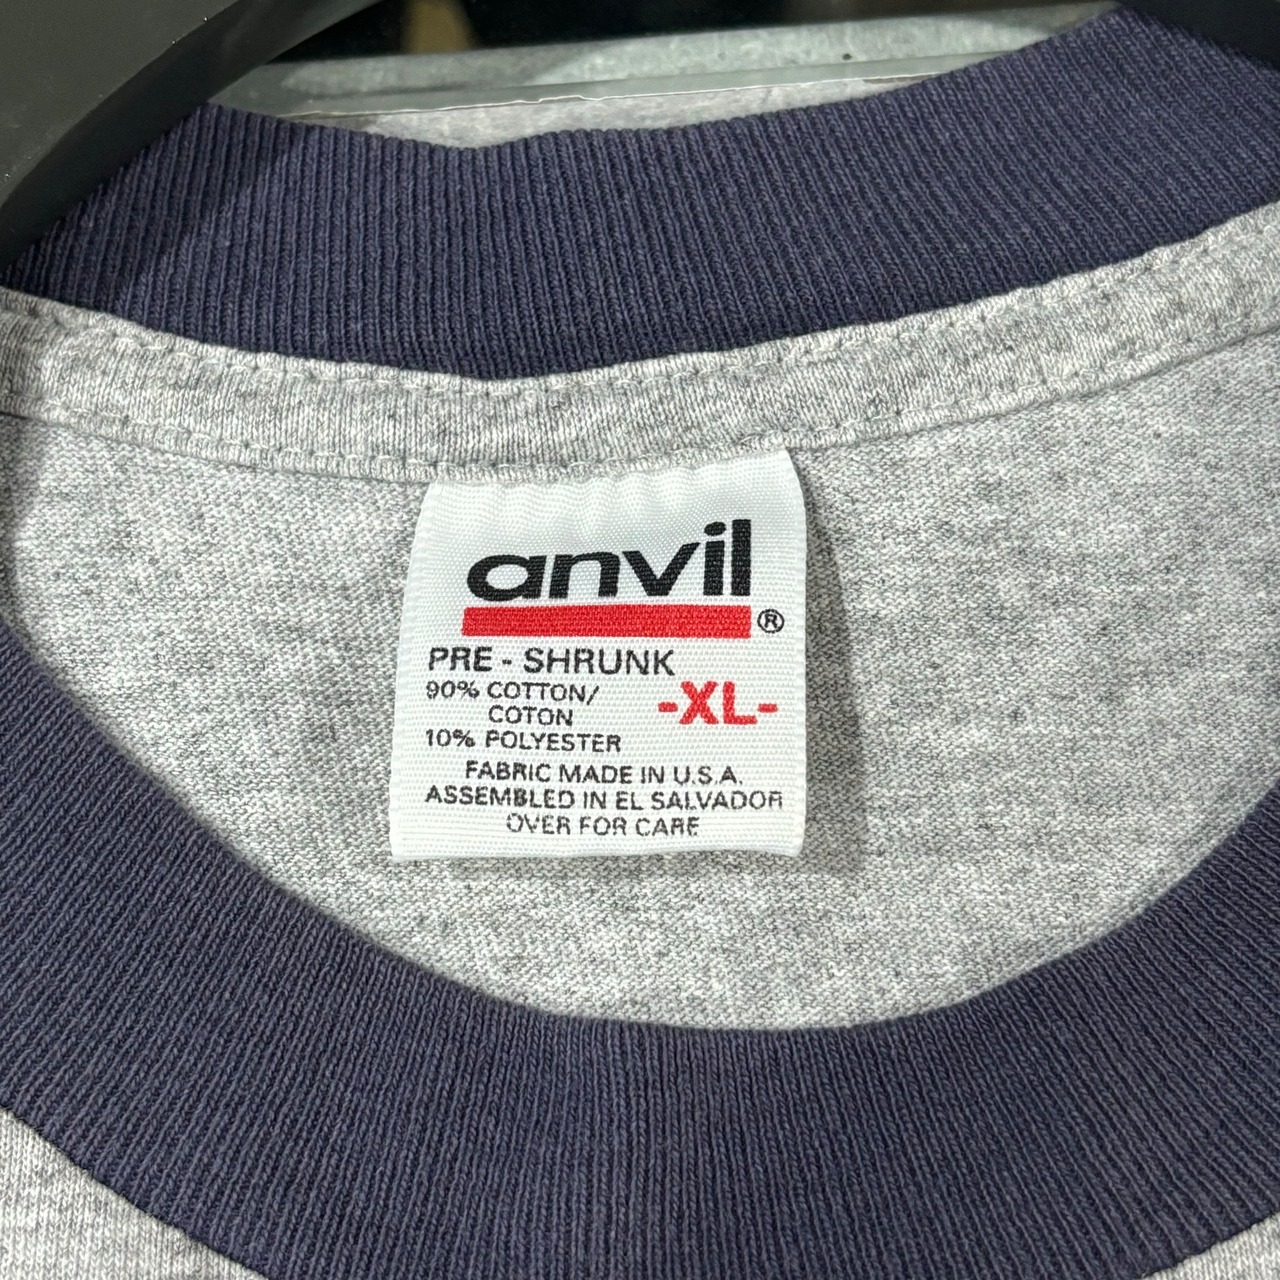 anvil®
PRE - SHRUNK
90% COTTON/
COTON
-XL-
10% POLYESTER
FABRIC MADE IN U.S.A.
ASSEMBLED IN EL SALVADOR
OVER FOR CARE